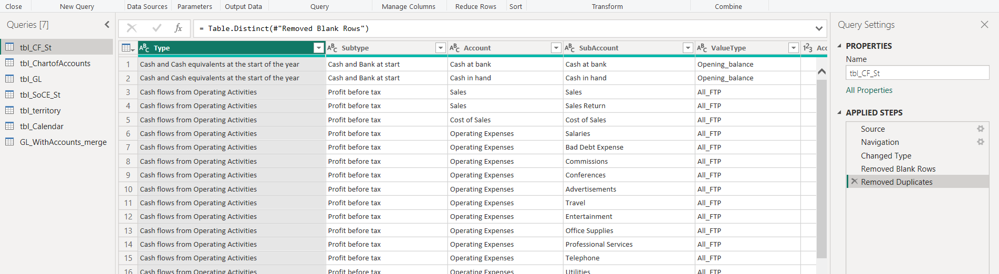 Close New Query Data Sources Parameters Output Data Query Manage Columns Reduce Rows Sort Transform Combine
Queries [7]
tbl_CF_St
tbl_ChartofAccounts
tbl_GL
tbl_SoCE_St
tbl_territory
tbl_Calendar
GL_WithAccounts_merge
fx = Table.Distinct(#"Removed Blank Rows")
ABC Type ABC Subtype ABC Account ABC SubAccount ABC ValueType 123 Acc
1 Cash and Cash equivalents at the start of the year Cash and Bank at start Cash at bank Cash at bank Opening_balance
2 Cash and Cash equivalents at the start of the year Cash and Bank at start Cash in hand Cash in hand Opening_balance
3 Cash flows from Operating Activities Profit before tax Sales Sales All_FTP
4 Cash flows from Operating Activities Profit before tax Sales Sales Return All_FTP
5 Cash flows from Operating Activities Profit before tax Cost of Sales Cost of Sales All_FTP
6 Cash flows from Operating Activities Profit before tax Operating Expenses Salaries All_FTP
7 Cash flows from Operating Activities Profit before tax Operating Expenses Bad Debt Expense All_FTP
8 Cash flows from Operating Activities Profit before tax Operating Expenses Commissions All_FTP
9 Cash flows from Operating Activities Profit before tax Operating Expenses Conferences All_FTP
10 Cash flows from Operating Activities Profit before tax Operating Expenses Advertisements All_FTP
11 Cash flows from Operating Activities Profit before tax Operating Expenses Travel All_FTP
12 Cash flows from Operating Activities Profit before tax Operating Expenses Entertainment All_FTP
13 Cash flows from Operating Activities Profit before tax Operating Expenses Office Supplies All_FTP
14 Cash flows from Operating Activities Profit before tax Operating Expenses Professional Services All_FTP
15 Cash flows from Operating Activities Profit before tax Operating Expenses Telephone All_FTP
16 Cash flows from Operating Activities Profit before tax Operating Expenses Utilities All_FTP
Query Settings
PROPERTIES
Name
tbl_CF_St
All Properties
APPLIED STEPS
Source
Navigation
Changed Type
Removed Blank Rows
Removed Duplicates